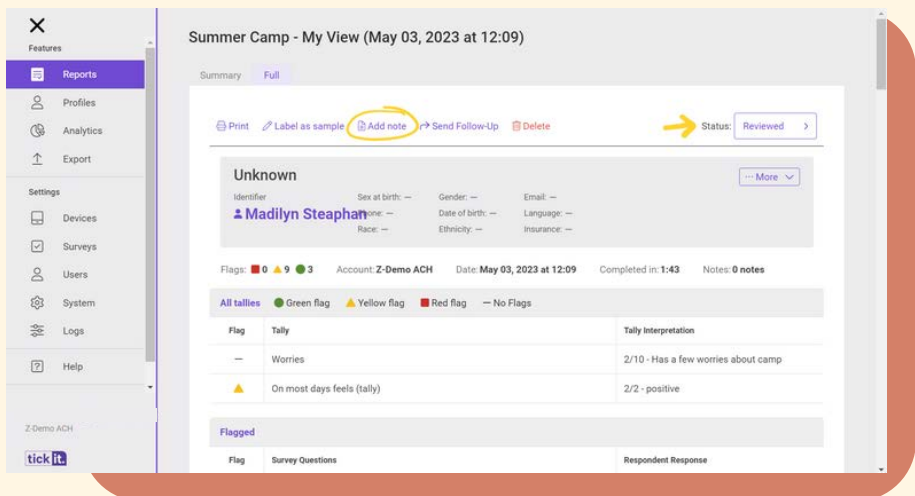 Features
Reports
Profiles
Analytics
Export
Settings
Devices
Surveys
Users
System
Logs
Help
Z-Demo ACH
tick it.
Summer Camp - My View (May 03, 2023 at 12:09)
Summary Full
Print Label as sample Add note Send Follow-Up Delete Status: Reviewed
Unknown ··· More
Identifier Sex at birth: — Gender: — Email: —
Madilyn Steaphan Phone: — Date of birth: — Language: —
Race: — Ethnicity: — Insurance: —
Flags: 0 9 3 Account: Z-Demo ACH Date: May 03, 2023 at 12:09 Completed in: 1:43 Notes: 0 notes
All tallies Green flag Yellow flag Red flag — No Flags
Flag Tally Tally Interpretation
— Worries 2/10 - Has a few worries about camp
On most days feels (tally) 2/2 - positive
Flagged
Flag Survey Questions Respondent Response